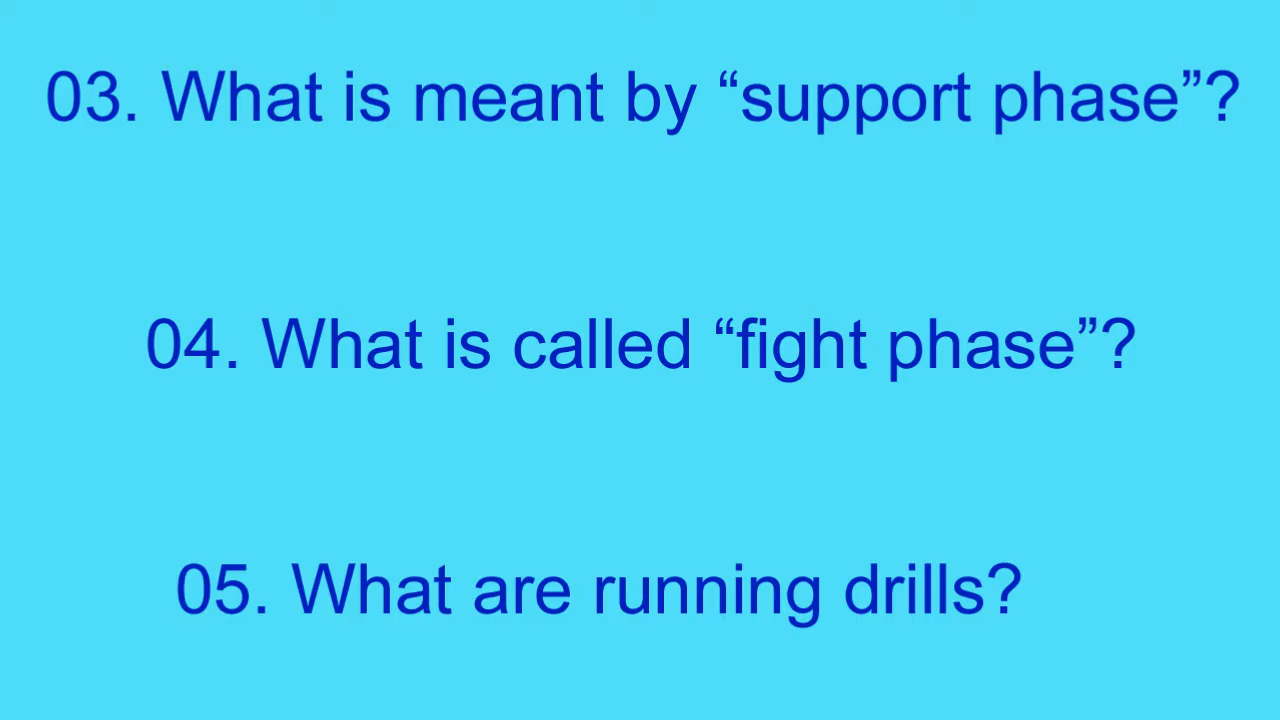 03. What is meant by “support phase”?
04. What is called “fight phase”?
05. What are running drills?